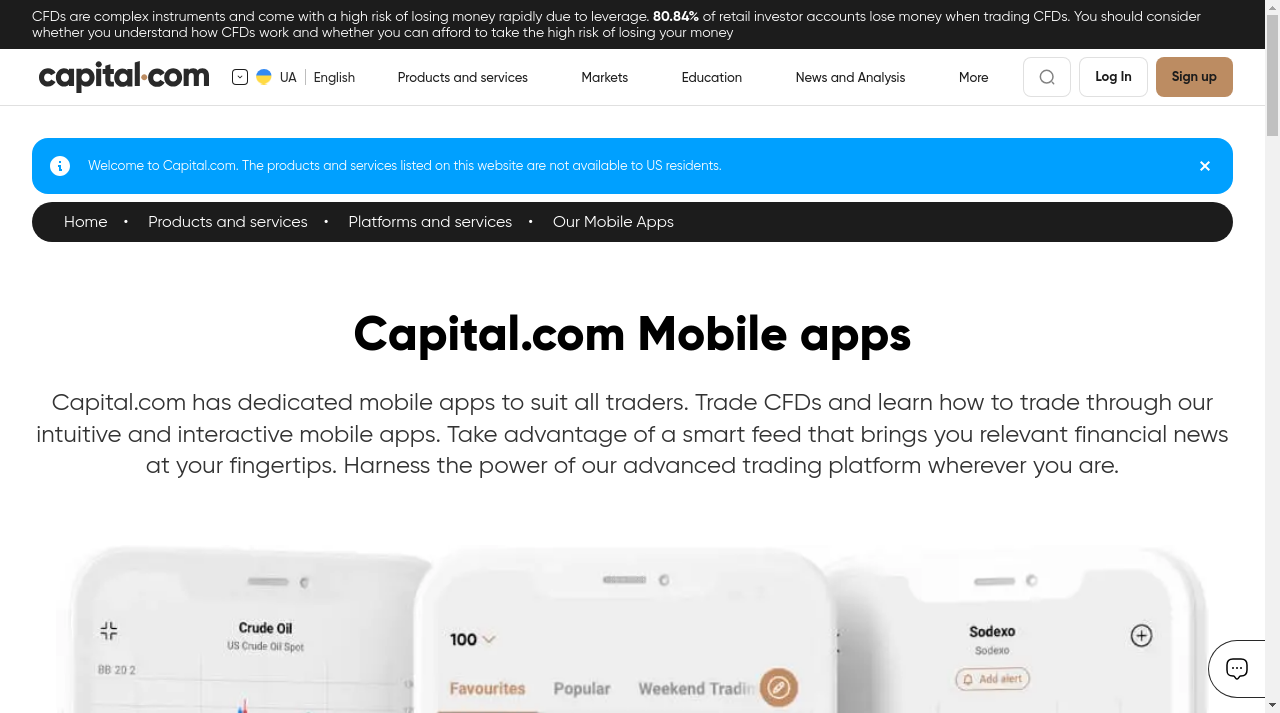 CFDs are complex instruments and come with a high risk of losing money rapidly due to leverage. 80.84% of retail investor accounts lose money when trading CFDs. You should consider
whether you understand how CFDs work and whether you can afford to take the high risk of losing your money
capital.com
UA English
Products and services
Markets
Education
News and Analysis
More
Log In
Sign up
Welcome to Capital.com. The products and services listed on this website are not available to US residents.
Home • Products and services • Platforms and services • Our Mobile Apps
Capital.com Mobile apps
Capital.com has dedicated mobile apps to suit all traders. Trade CFDs and learn how to trade through our
intuitive and interactive mobile apps. Take advantage of a smart feed that brings you relevant financial news
at your fingertips. Harness the power of our advanced trading platform wherever you are.
Crude Oil
US Crude Oil Spot
BB 20 2
100
Favourites Popular Weekend
Sodexo
Sodexo
Add alert